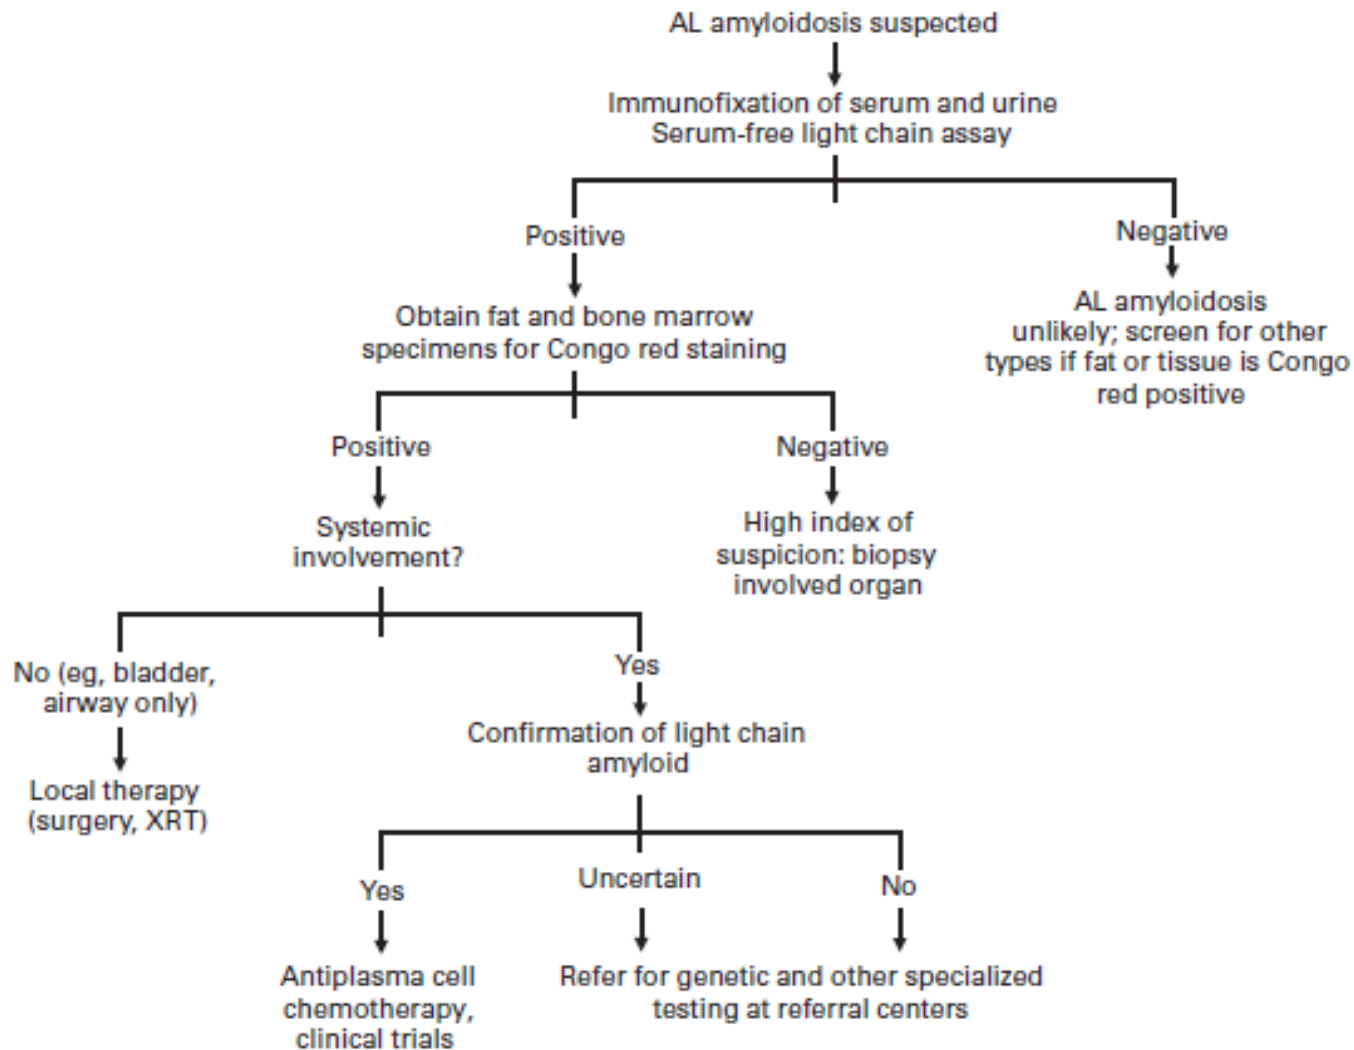 AL amyloidosis suspected
Immunofixation of serum and urine
Serum-free light chain assay
Positive
Negative
Obtain fat and bone marrow
specimens for Congo red staining
AL amyloidosis
unlikely; screen for other
types if fat or tissue is Congo
red positive
Positive
Negative
Systemic
involvement?
High index of
suspicion: biopsy
involved organ
No (eg, bladder,
airway only)
Yes
Local therapy
(surgery, XRT)
Confirmation of light chain
amyloid
Yes
Uncertain
No
Antiplasma cell
chemotherapy,
clinical trials
Refer for genetic and other specialized
testing at referral centers